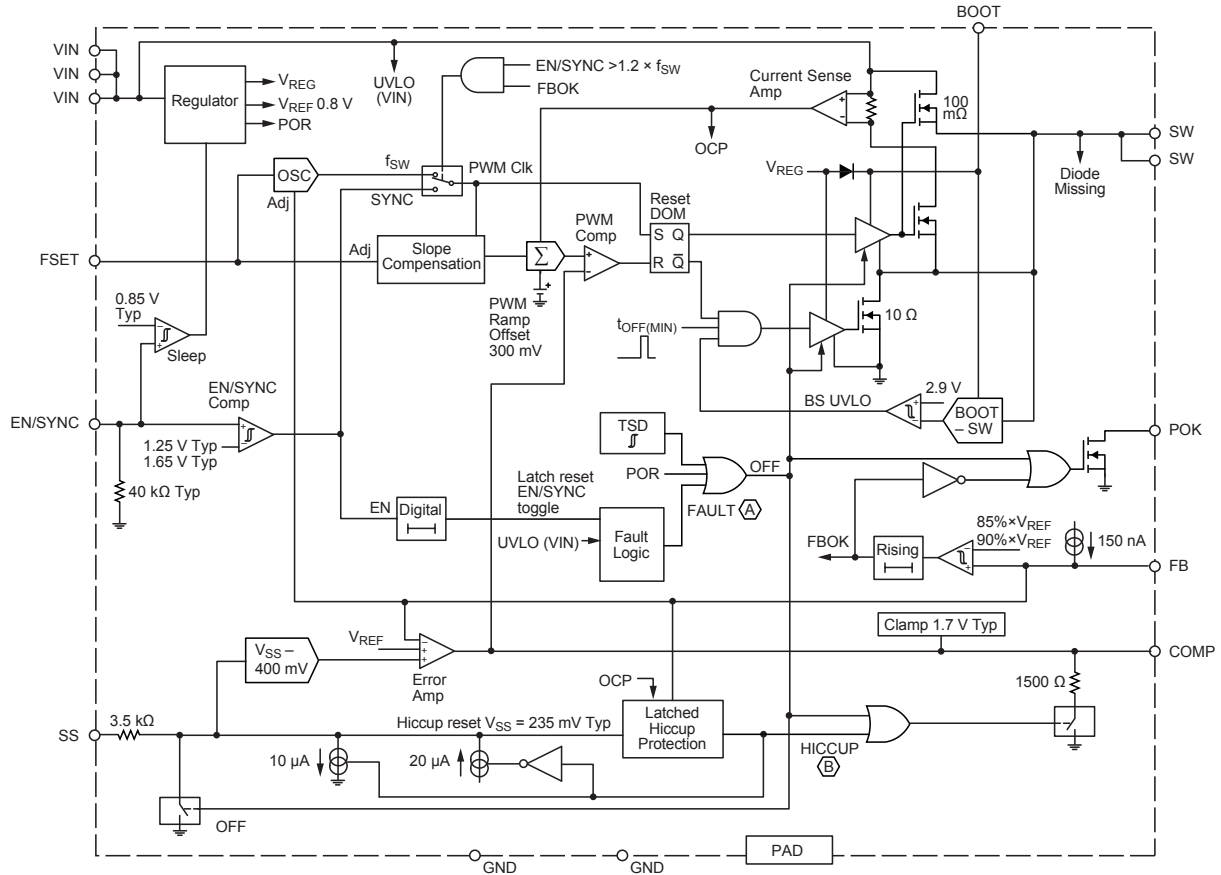 BOOT
VIN
VIN
VIN
Regulator
VREG
VREF 0.8 V
POR
UVLO
(VIN)
EN/SYNC >1.2 × fSW
FBOK
Current Sense
Amp
+
−
100
mΩ
SW
SW
OCP
Diode
Missing
fSW
PWM Clk
OSC
Adj
SYNC
VREG
Reset
DOM
S Q
R Q̅
PWM
Comp
+
−
FSET
Adj
Slope
Compensation
Σ
+
PWM
Ramp
Offset
300 mV
0.85 V
Typ
−
+
Sleep
tOFF(MIN)
10 Ω
EN/SYNC
Comp
EN/SYNC
+
−
1.25 V Typ
1.65 V Typ
40 kΩ Typ
BS UVLO
2.9 V
+
−
BOOT
– SW
POK
TSD
POR
OFF
FAULT A
Latch reset
EN/SYNC
toggle
EN
Digital
UVLO (VIN)
Fault
Logic
FBOK
Rising
85%×VREF
90%×VREF
−
+
150 nA
FB
Clamp 1.7 V Typ
VSS –
400 mV
VREF
−
+
+
Error
Amp
COMP
1500 Ω
OCP
SS
3.5 kΩ
Hiccup reset VSS = 235 mV Typ
Latched
Hiccup
Protection
HICCUP
B
10 µA
20 µA
OFF
GND
GND
PAD